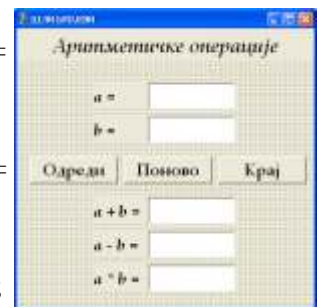 Аритметичке операције
a =
b =
Одреди Поново Крај
a + b =
a - b =
a * b =